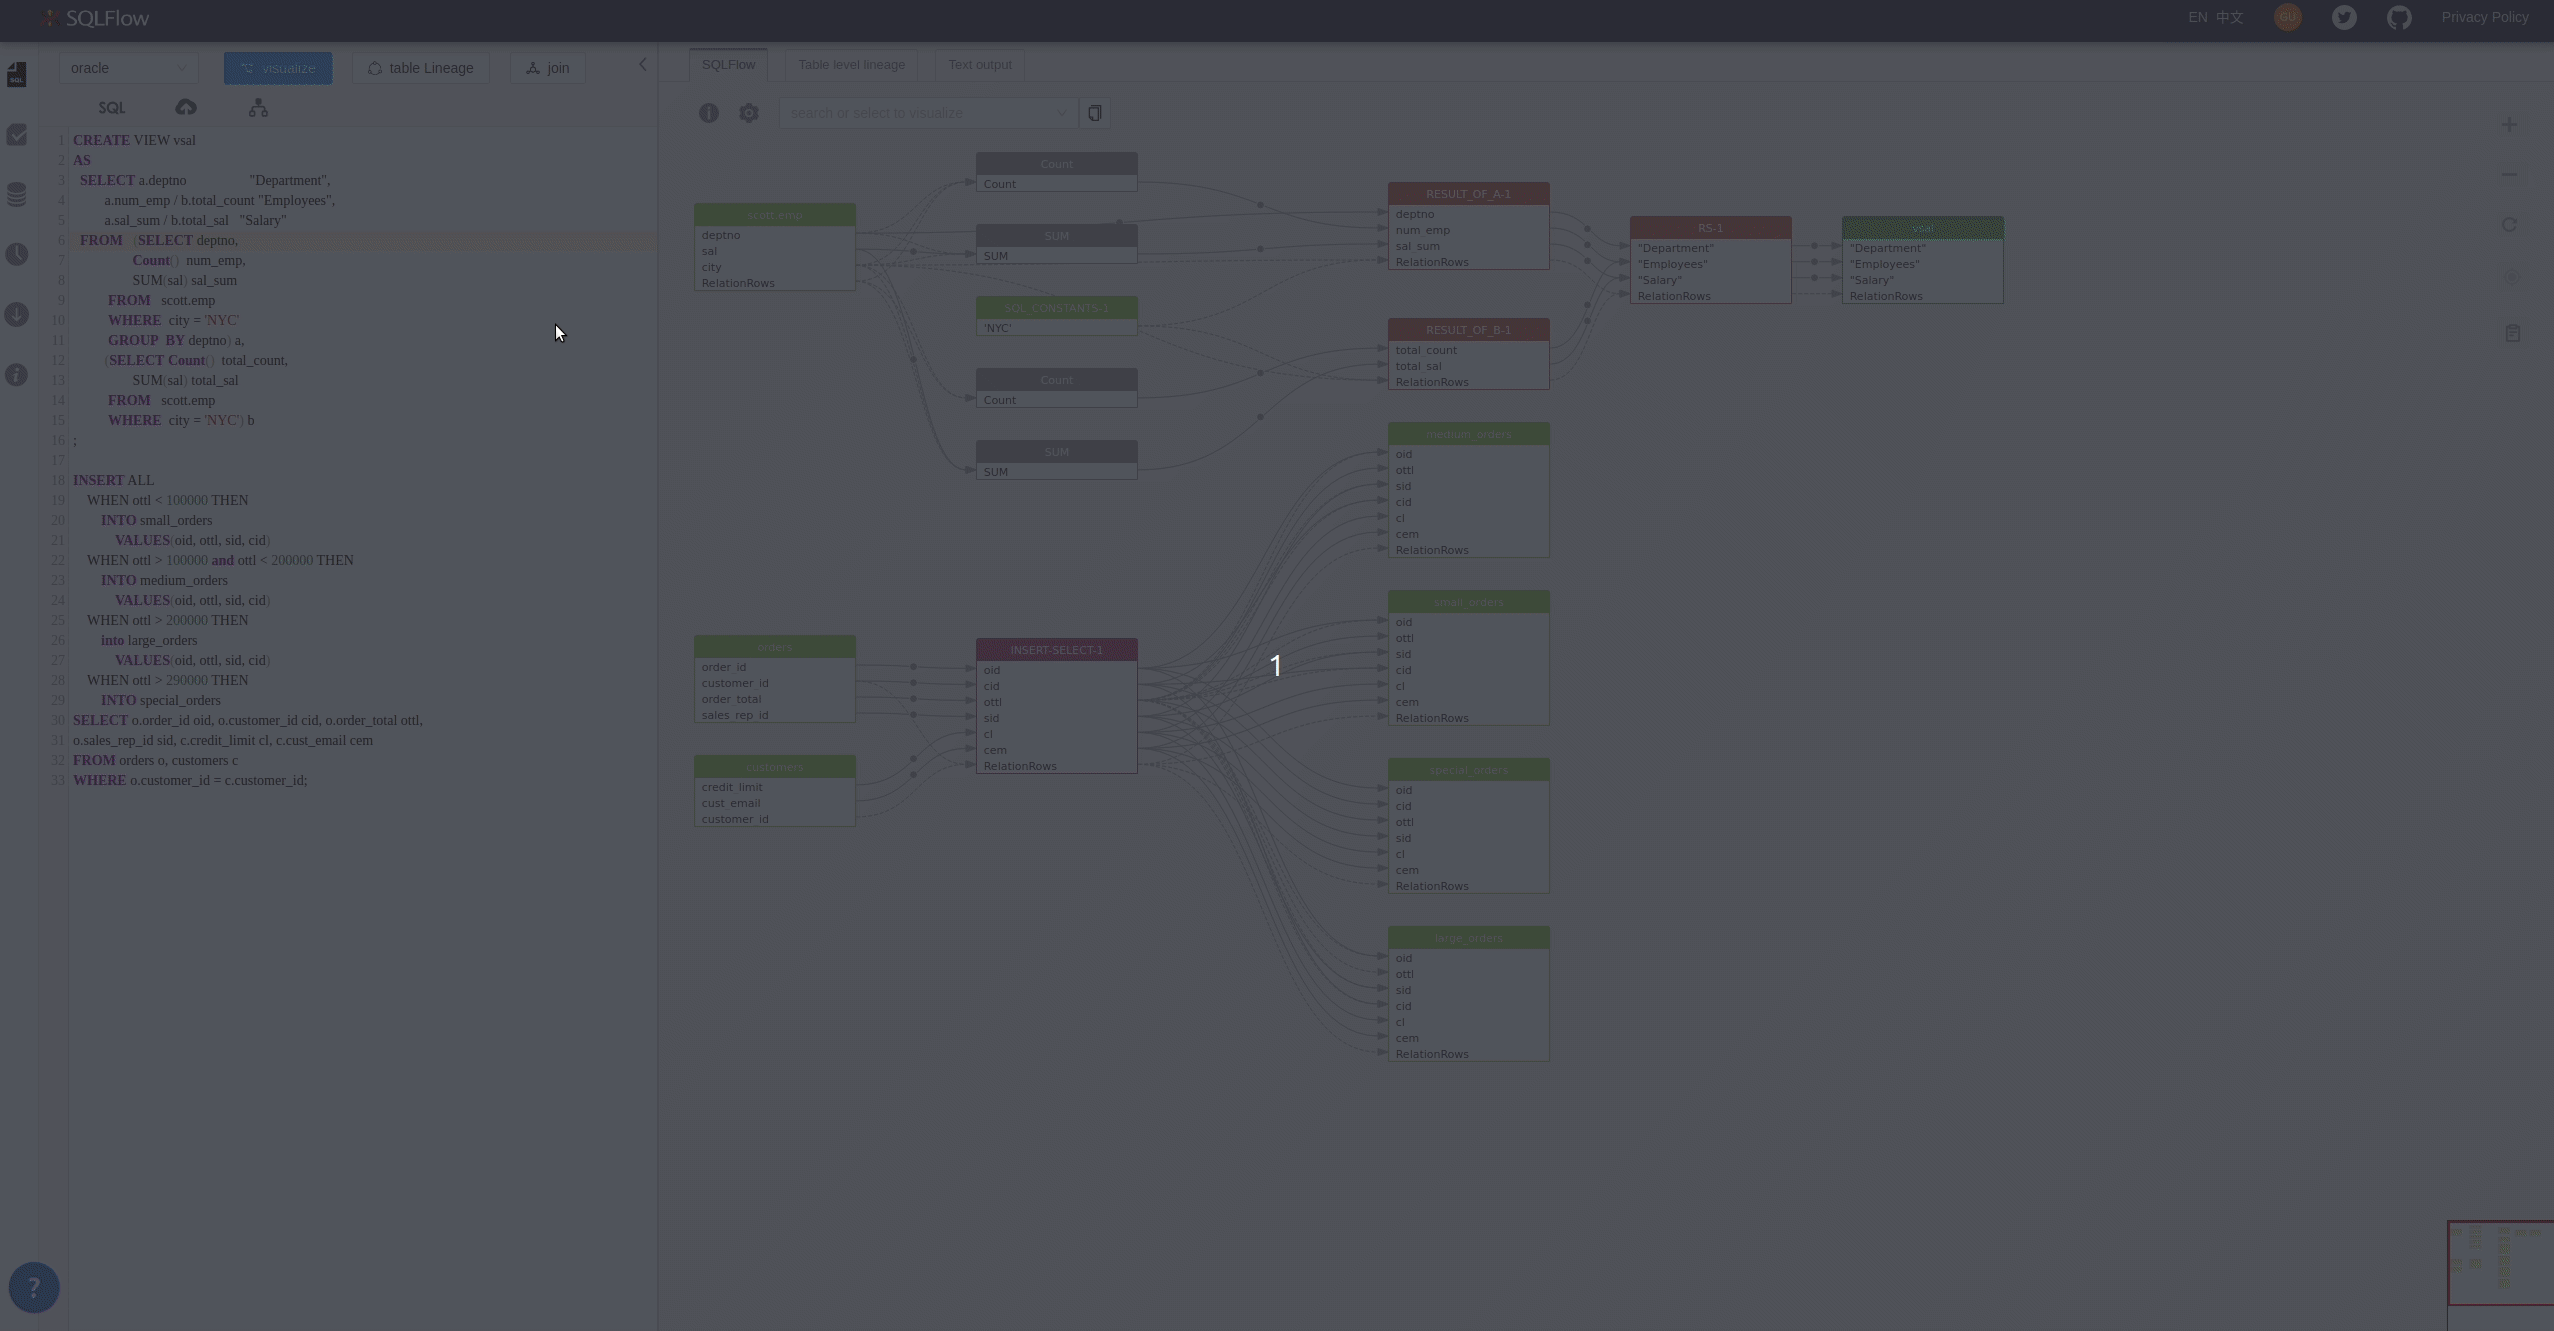 SQLFlow
EN 中文 GU Privacy Policy
oracle visualize table Lineage join
SQL
1 CREATE VIEW vsal
2 AS
3 SELECT a.deptno "Department",
4 a.num_emp / b.total_count "Employees",
5 a.sal_sum / b.total_sal "Salary"
6 FROM (SELECT deptno,
7 Count() num_emp,
8 SUM(sal) sal_sum
9 FROM scott.emp
10 WHERE city = 'NYC'
11 GROUP BY deptno) a,
12 (SELECT Count() total_count,
13 SUM(sal) total_sal
14 FROM scott.emp
15 WHERE city = 'NYC') b
16 ;
17
18 INSERT ALL
19 WHEN ottl < 100000 THEN
20 INTO small_orders
21 VALUES(oid, ottl, sid, cid)
22 WHEN ottl > 100000 and ottl < 200000 THEN
23 INTO medium_orders
24 VALUES(oid, ottl, sid, cid)
25 WHEN ottl > 200000 THEN
26 into large_orders
27 VALUES(oid, ottl, sid, cid)
28 WHEN ottl > 290000 THEN
29 INTO special_orders
30 SELECT o.order_id oid, o.customer_id cid, o.order_total ottl,
31 o.sales_rep_id sid, c.credit_limit cl, c.cust_email cem
32 FROM orders o, customers c
33 WHERE o.customer_id = c.customer_id;
?
SQLFlow Table level lineage Text output
search or select to visualize
scott.emp
deptno
sal
city
RelationRows
Count
Count
SUM
SUM
SQL_CONSTANTS-1
'NYC'
Count
Count
SUM
SUM
RESULT_OF_A-1
deptno
num_emp
sal_sum
RelationRows
RESULT_OF_B-1
total_count
total_sal
RelationRows
RS-1
"Department"
"Employees"
"Salary"
RelationRows
vsal
"Department"
"Employees"
"Salary"
RelationRows
orders
order_id
customer_id
order_total
sales_rep_id
customers
credit_limit
cust_email
customer_id
INSERT-SELECT-1
oid
cid
ottl
sid
cl
cem
RelationRows
1
medium_orders
oid
ottl
sid
cid
cl
cem
RelationRows
small_orders
oid
ottl
sid
cid
cl
cem
RelationRows
special_orders
oid
cid
ottl
sid
cl
cem
RelationRows
large_orders
oid
ottl
sid
cid
cl
cem
RelationRows